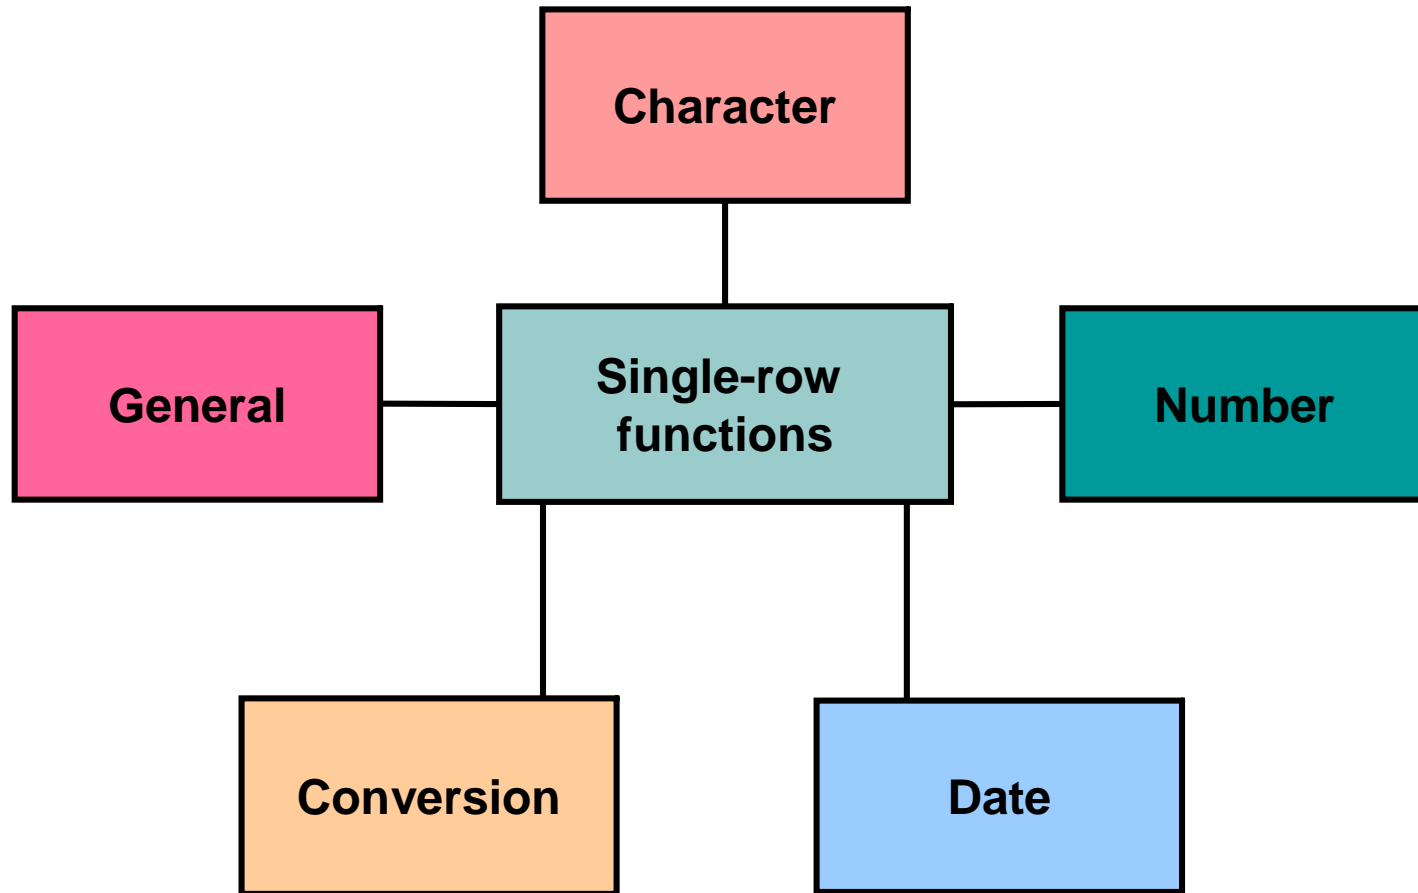 Character
General
Single-row
functions
Number
Conversion
Date